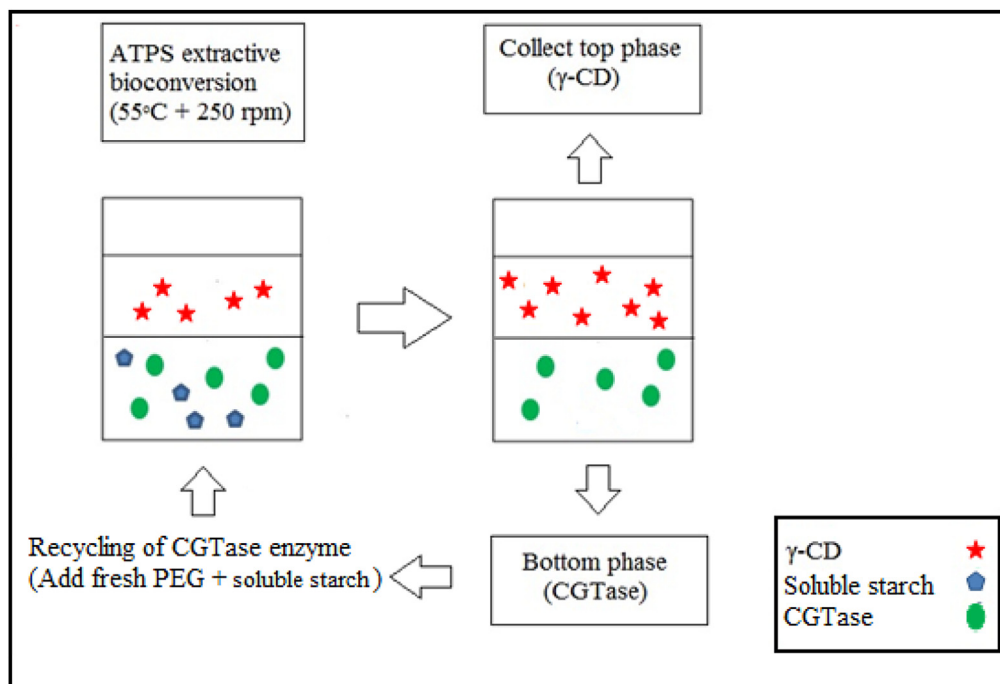 ATPS extractive
bioconversion
(55°C + 250 rpm)
Collect top phase
(γ-CD)
Recycling of CGTase enzyme
(Add fresh PEG + soluble starch)
Bottom phase
(CGTase)
γ-CD
Soluble starch
CGTase